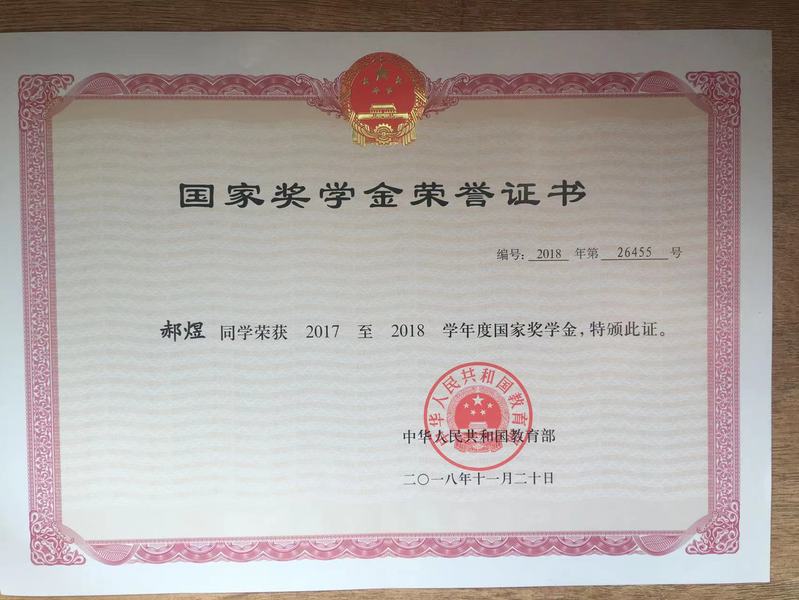 国家奖学金荣誉证书
编号: 2018 年第 26455 号
郝煜 同学荣获 2017 至 2018 学年度国家奖学金，特颁此证。
中华人民共和国教育部
中华人民共和国教育部
二〇一八年十一月二十日